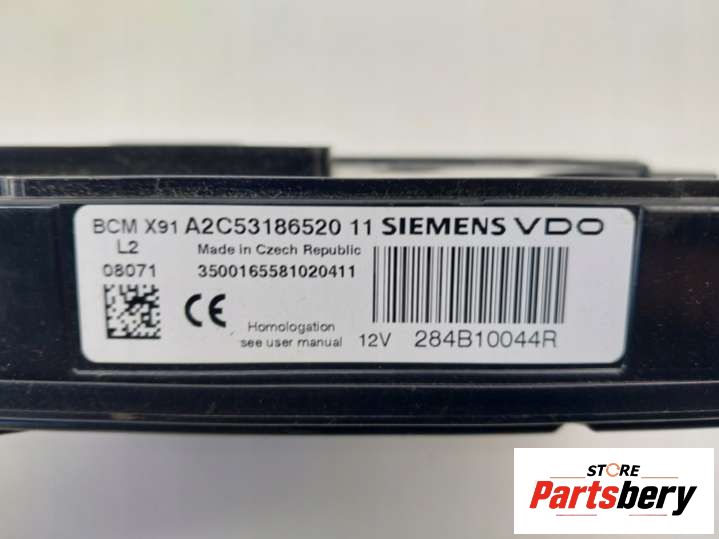 BCM X91 A2C53186520 11 SIEMENS VDO
L2 Made in Czech Republic
08071 3500165581020411
CE
Homologation
see user manual 12V 284B10044R
STORE
Partsbery